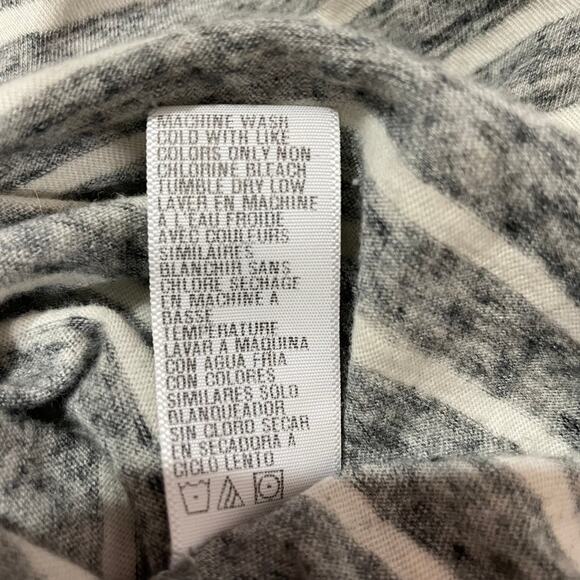 MACHINE WASH
COLD WITH LIKE
COLORS ONLY NON
CHLORINE BLEACH
TUMBLE DRY LOW
LAVER EN MACHINE
A L'EAU FROIDE
AVEC COULEURS
SIMILAIRES
BLANCHIR SANS
CHLORE SECHAGE
EN MACHINE A
BASSE
TEMPERATURE
LAVAR A MAQUINA
CON AGUA FRIA
CON COLORES
SIMILARES SOLO
BLANQUEADOR
SIN CLORO SECAR
EN SECADORA A
CICLO LENTO